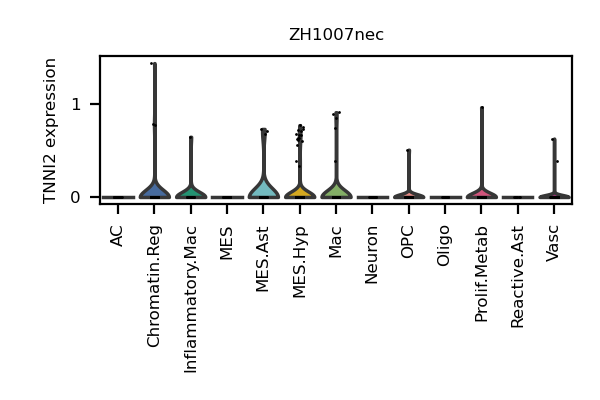 ZH1007nec
TNNI2 expression
1
0
AC
Chromatin.Reg
Inflammatory.Mac
MES
MES.Ast
MES.Hyp
Mac
Neuron
OPC
Oligo
Prolif.Metab
Reactive.Ast
Vasc